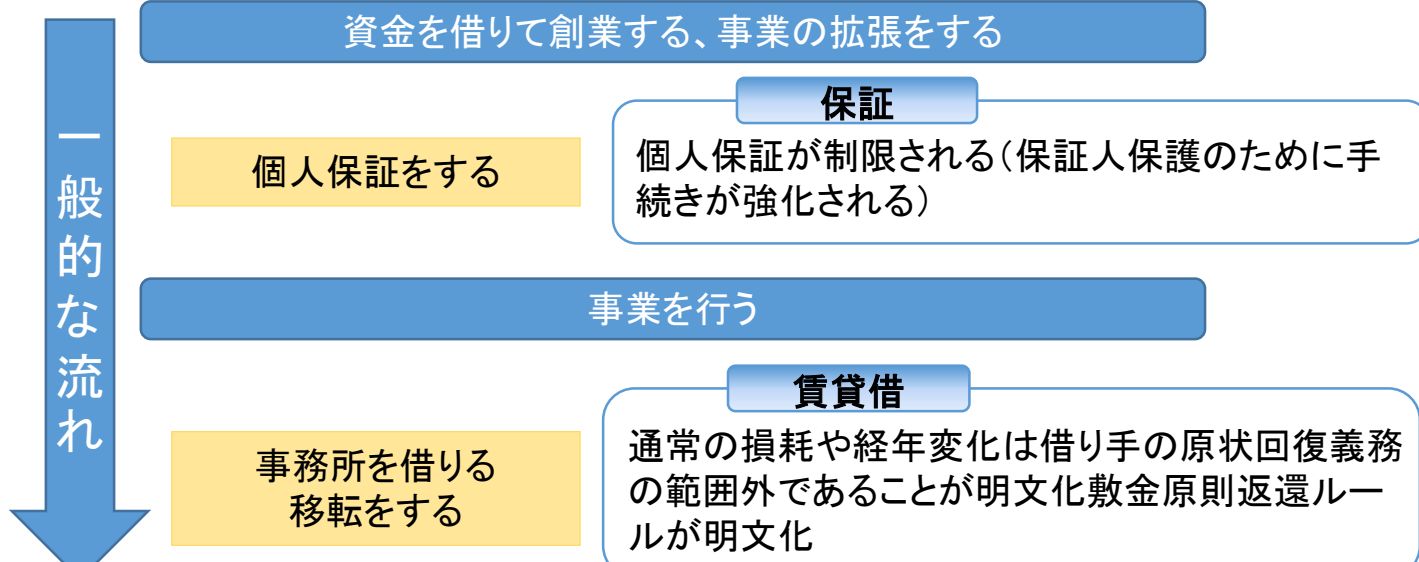 一般的な流れ
資金を借りて創業する、事業の拡張をする
個人保証をする
保証
個人保証が制限される(保証人保護のために手
続きが強化される)
事業を行う
事務所を借りる
移転をする
賃貸借
通常の損耗や経年変化は借り手の原状回復義務
の範囲外であることが明文化敷金原則返還ルー
ルが明文化